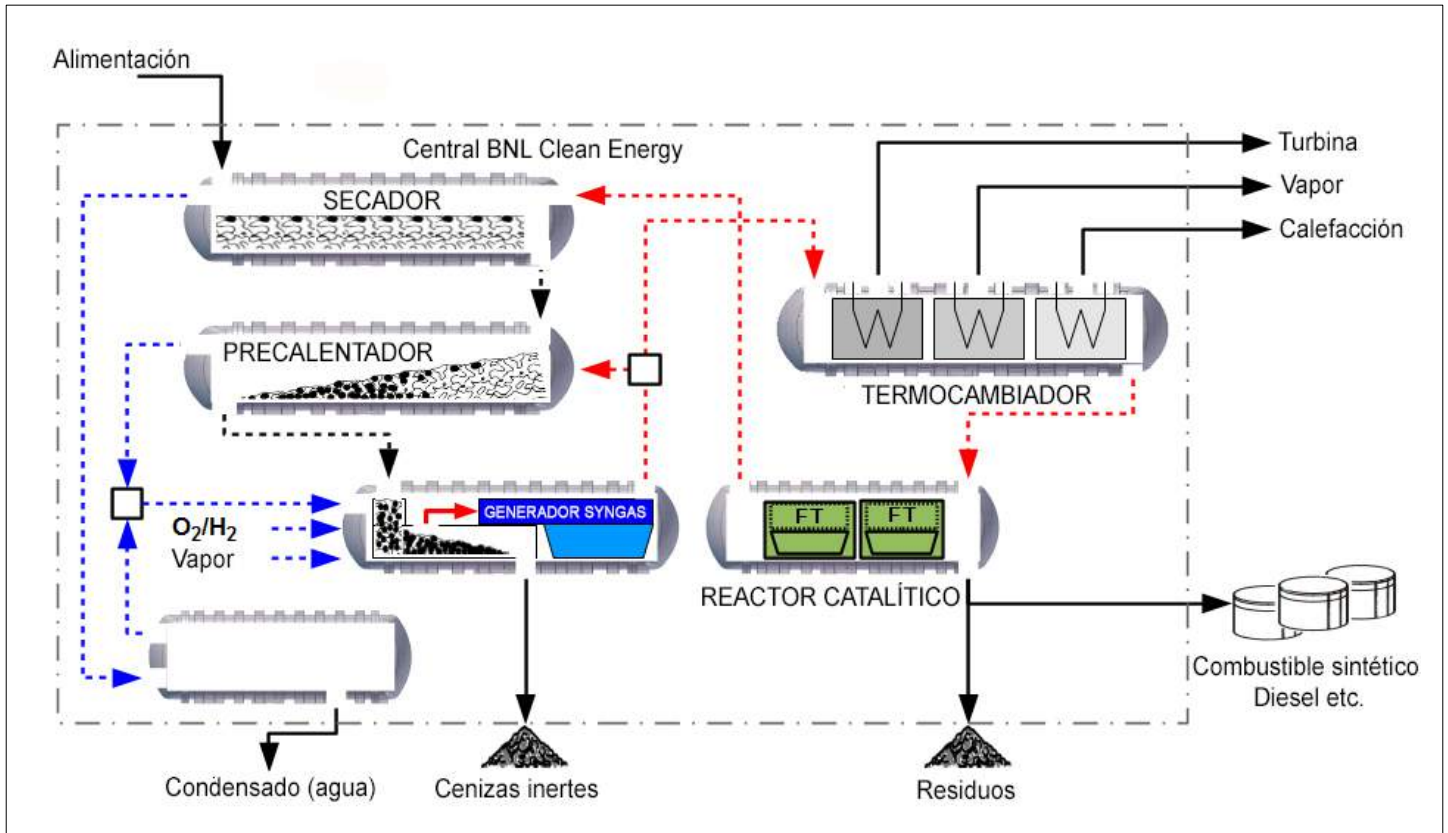 Alimentación
Central BNL Clean Energy
Turbina
Vapor
Calefacción
SECADOR
PRECALENTADOR
TERMOCAMBIADOR
GENERADOR SYNGAS
FT
FT
O₂/H₂
Vapor
REACTOR CATALÍTICO
Combustible sintético
Diesel etc.
Condensado (agua)
Cenizas inertes
Residuos